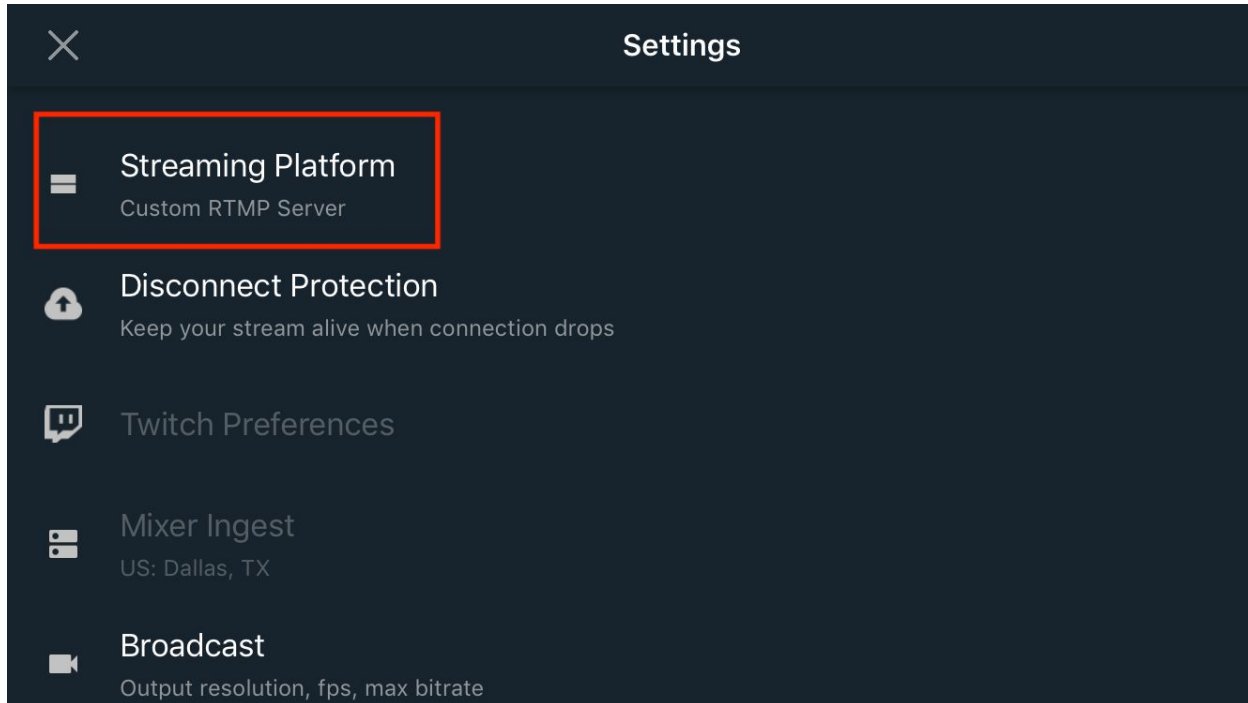 Settings
Streaming Platform
Custom RTMP Server
Disconnect Protection
Keep your stream alive when connection drops
Twitch Preferences
Mixer Ingest
US: Dallas, TX
Broadcast
Output resolution, fps, max bitrate